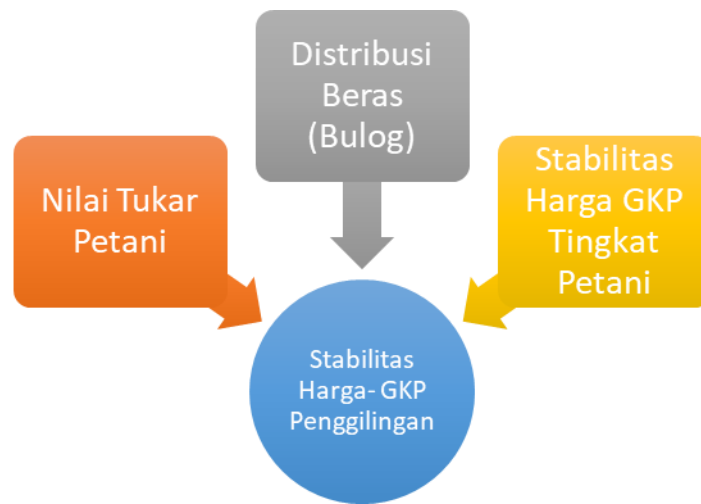 Distribusi
Beras
(Bulog)
Nilai Tukar
Petani
Stabilitas
Harga GKP
Tingkat
Petani
Stabilitas
Harga- GKP
Penggilingan